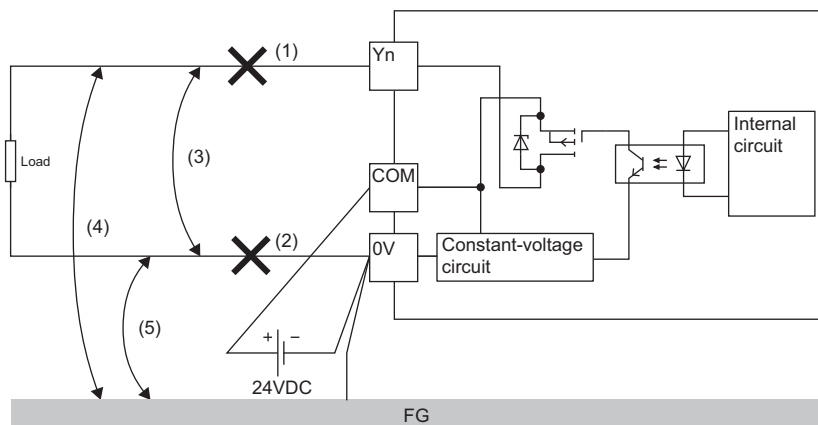 (1)
Yn
(3)
Load
(4)
COM
(2)
0V
(5)
Constant-voltage
circuit
Internal
circuit
+ −
24VDC
FG